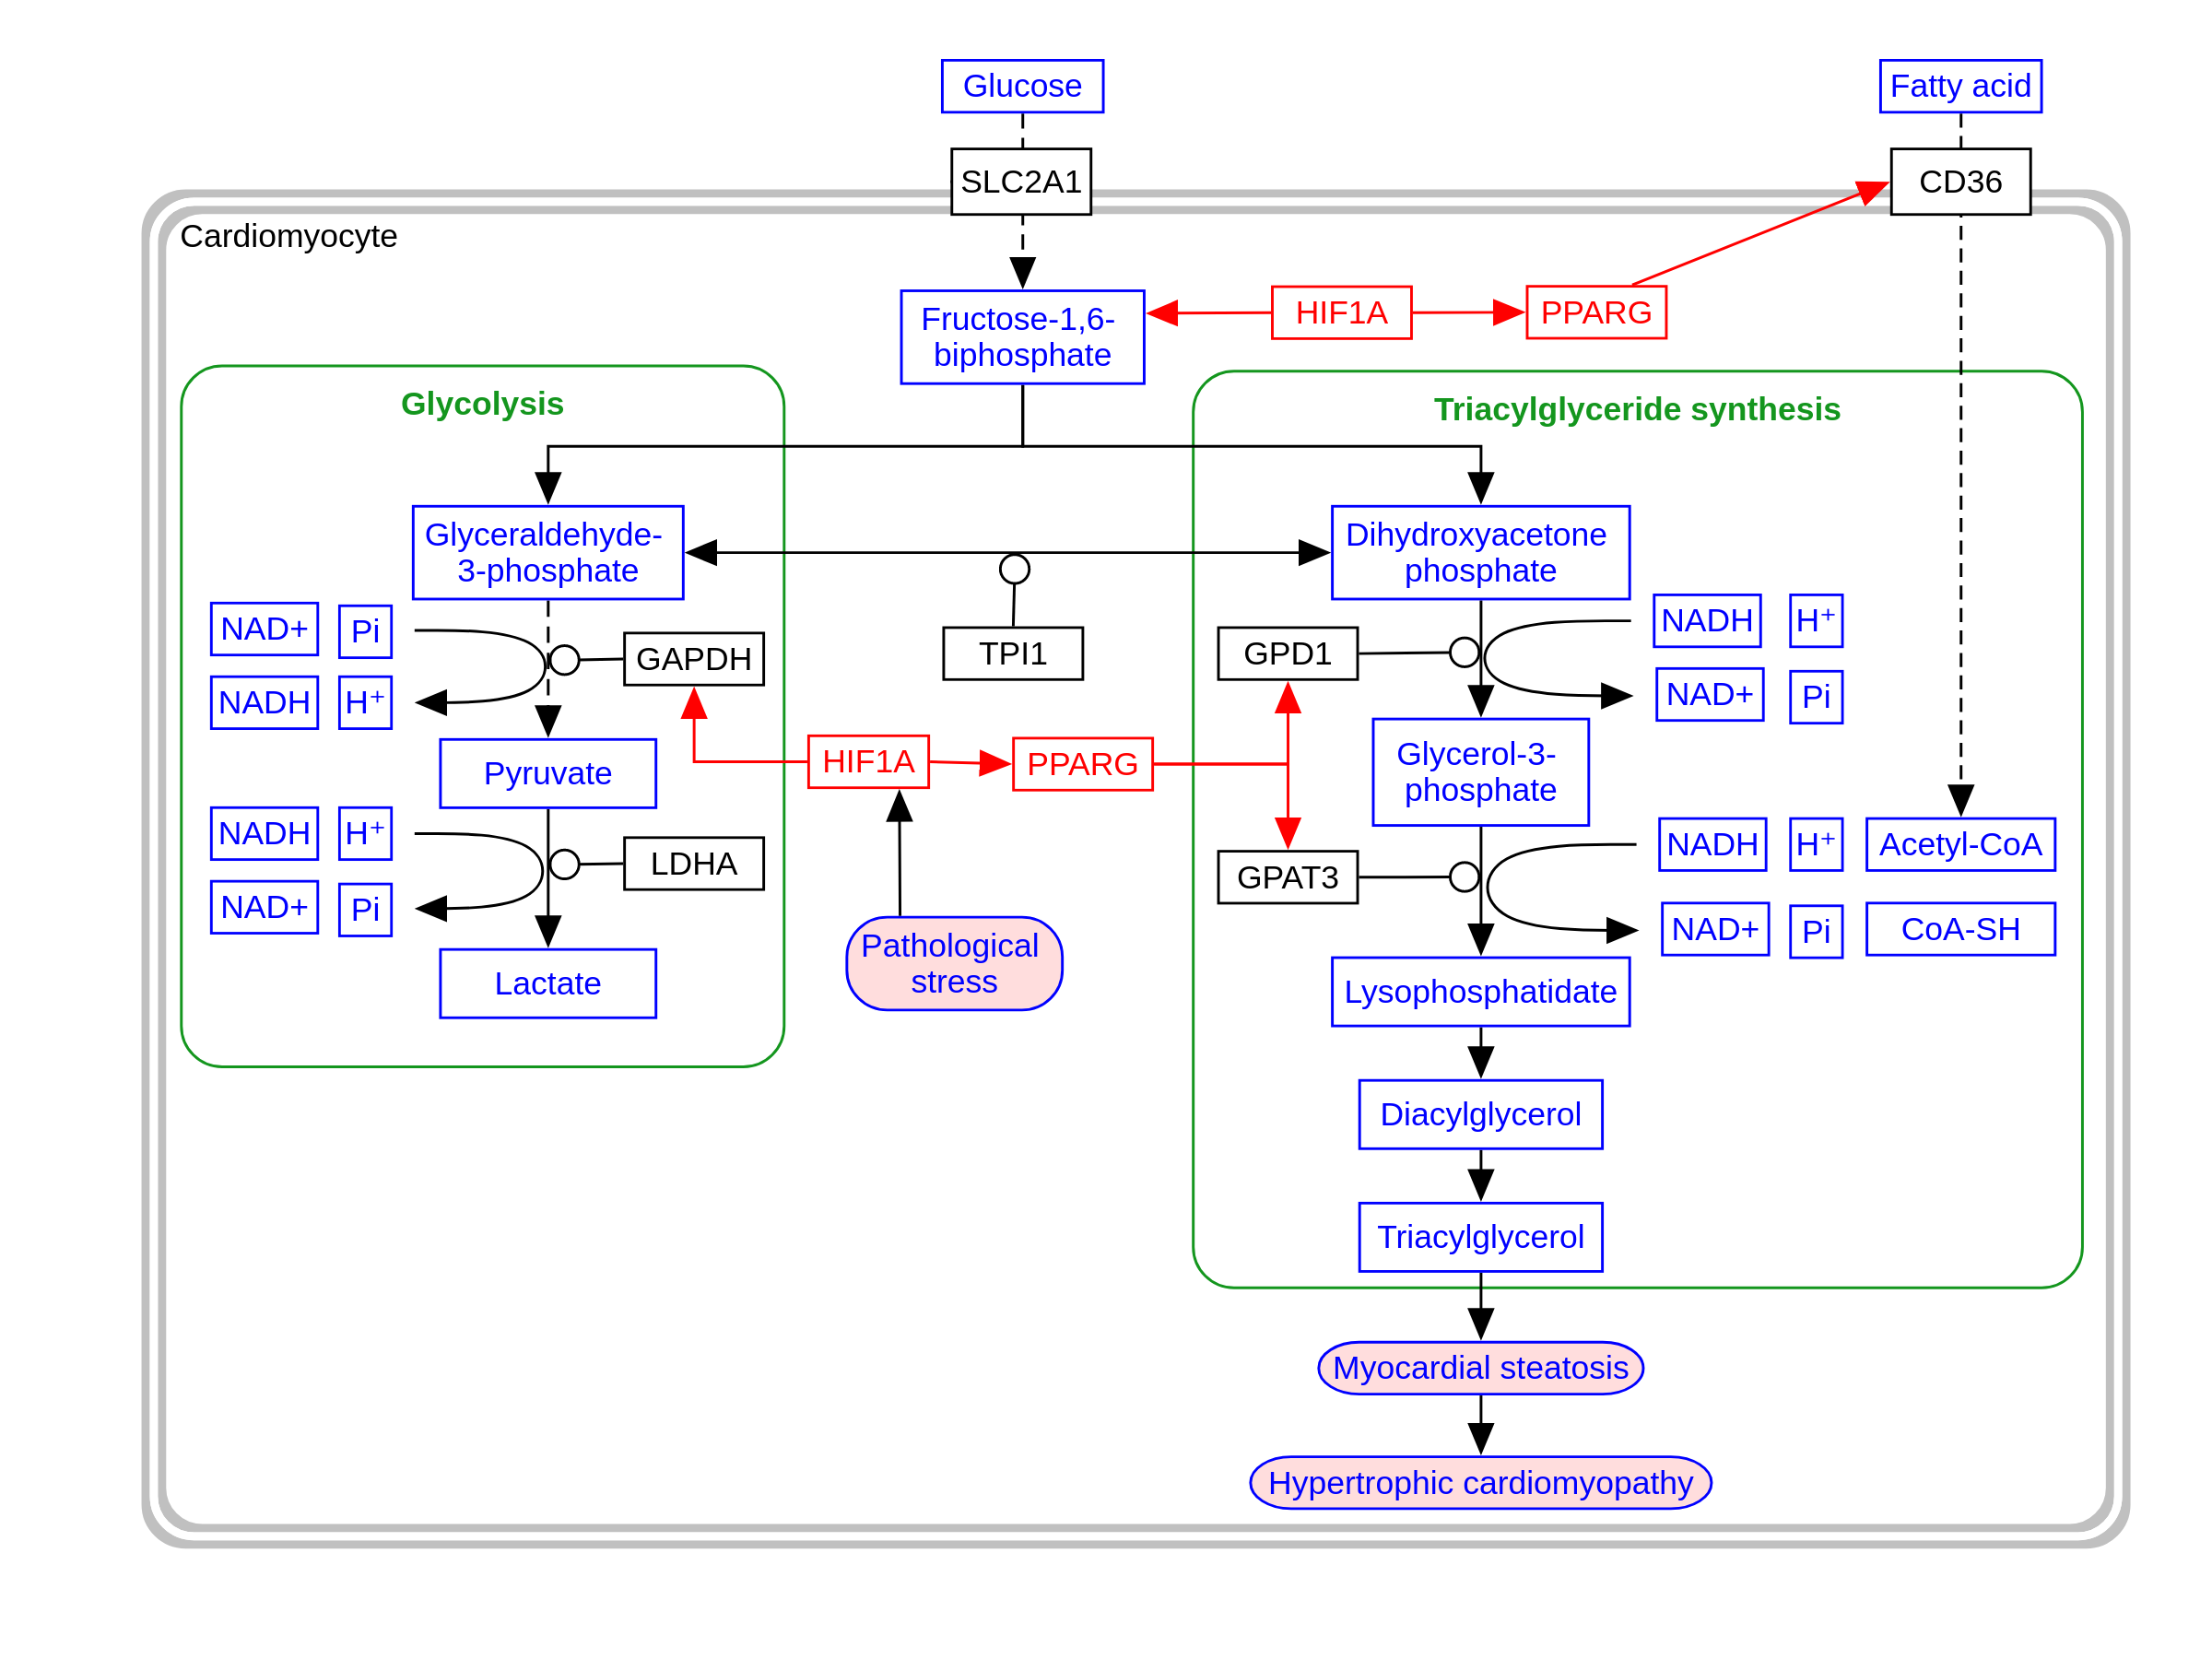 Glucose
Fatty acid
SLC2A1
CD36
Cardiomyocyte
Fructose-1,6-
biphosphate
HIF1A
PPARG
Glycolysis
Triacylglyceride synthesis
Glyceraldehyde-
3-phosphate
Dihydroxyacetone
phosphate
NAD+
Pi
GAPDH
TPI1
GPD1
NADH
H⁺
NADH
H⁺
NAD+
Pi
Pyruvate
HIF1A
PPARG
Glycerol-3-
phosphate
NADH
H⁺
LDHA
GPAT3
NADH
H⁺
Acetyl-CoA
NAD+
Pi
NAD+
Pi
CoA-SH
Pathological
stress
Lactate
Lysophosphatidate
Diacylglycerol
Triacylglycerol
Myocardial steatosis
Hypertrophic cardiomyopathy